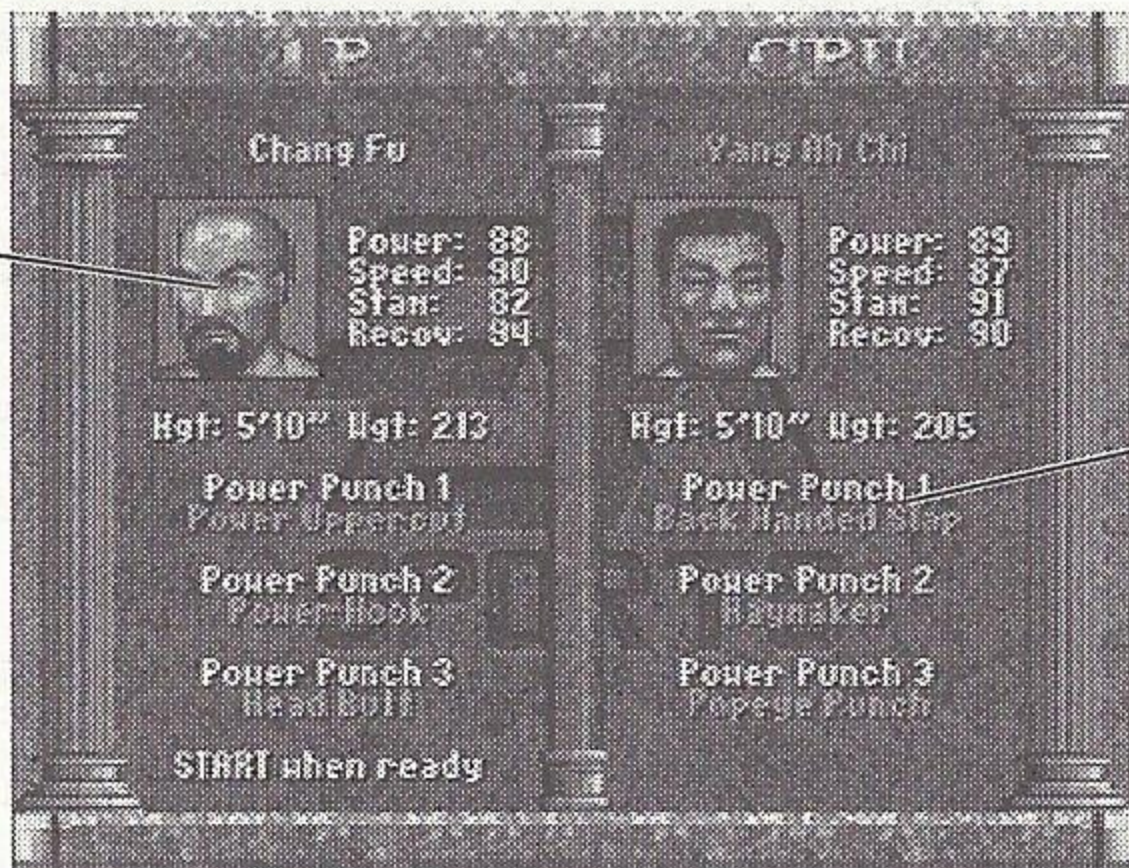 1P
CPU
Chang Fu
Power: 88
Speed: 90
Stam: 82
Recov: 94
Hgt: 5'10" Wgt: 213
Power Punch 1
Power Uppercut
Power Punch 2
Power Hook
Power Punch 3
Head Butt
START when ready
Yang Oh Chi
Power: 89
Speed: 87
Stam: 91
Recov: 90
Hgt: 5'10" Wgt: 205
Power Punch 1
Back Handed Slap
Power Punch 2
Haymaker
Power Punch 3
Popeye Punch